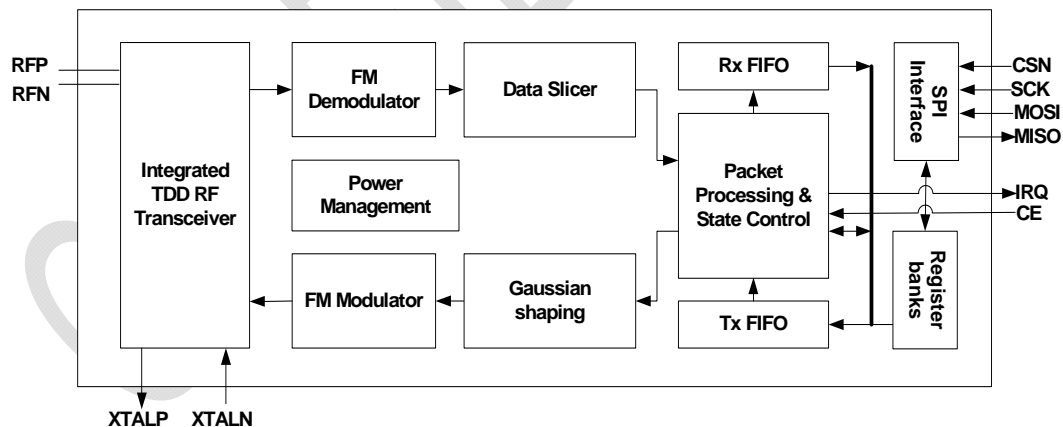 RFP
RFN
Integrated
TDD RF
Transceiver
FM
Demodulator
Data Slicer
Power
Management
FM Modulator
Gaussian
shaping
Rx FIFO
Packet
Processing &
State Control
Tx FIFO
SPI
Interface
Register
banks
CSN
SCK
MOSI
MISO
IRQ
CE
XTALP
XTALN